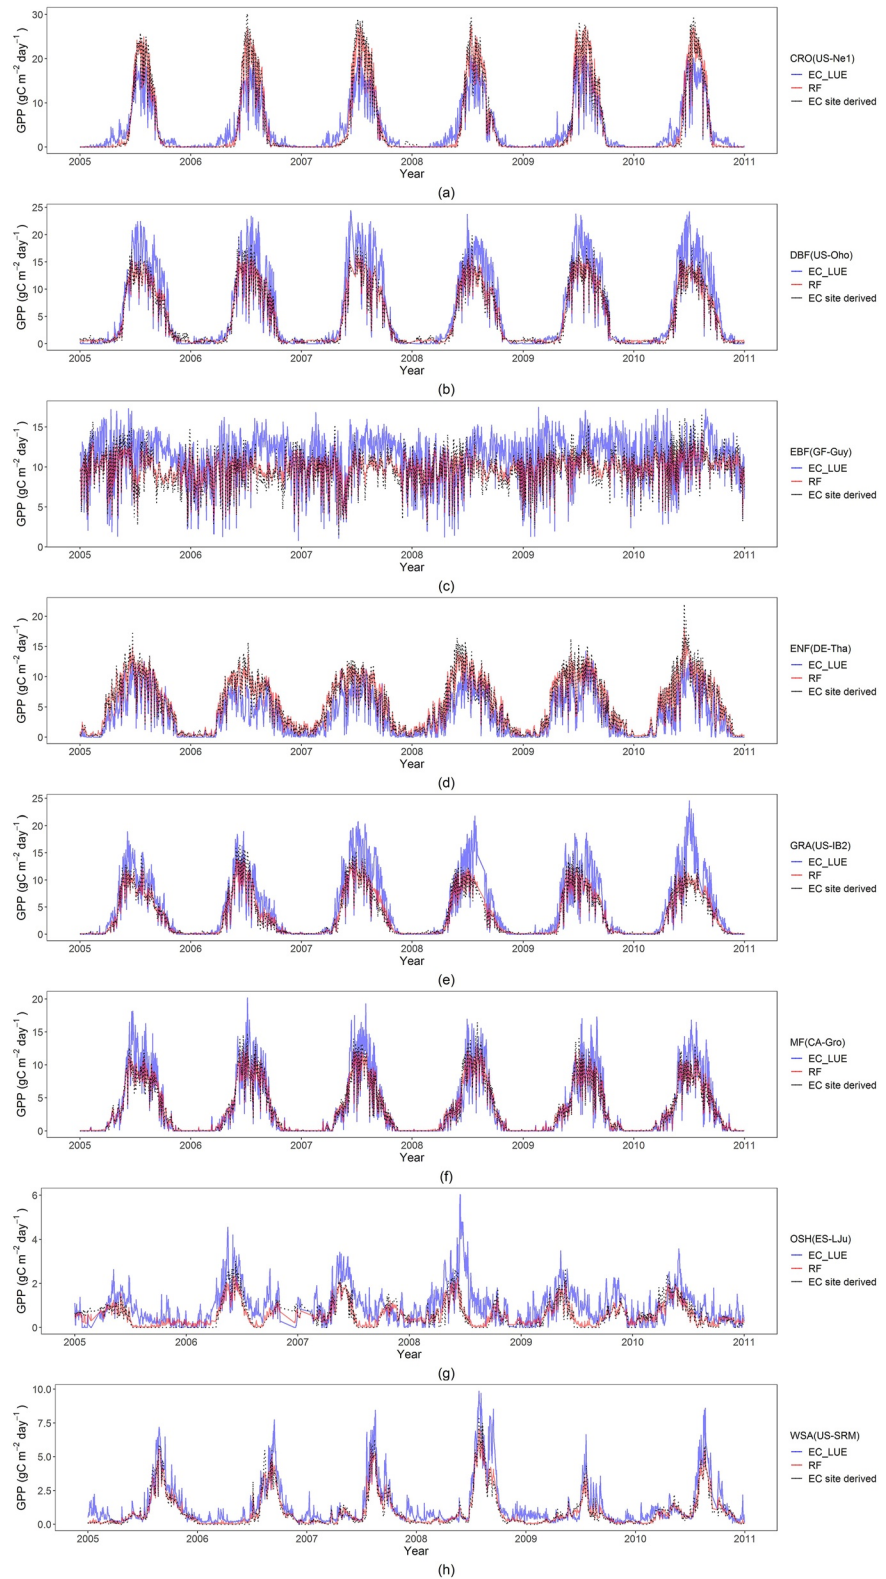 30
20
10
0
GPP (gC m⁻² day⁻¹)
2005 2006 2007 2008 2009 2010 2011
Year
CRO(US-Ne1)
EC_LUE
RF
EC site derived
(a)
25
20
15
10
5
0
GPP (gC m⁻² day⁻¹)
2005 2006 2007 2008 2009 2010 2011
Year
DBF(US-Oho)
EC_LUE
RF
EC site derived
(b)
15
10
5
0
GPP (gC m⁻² day⁻¹)
2005 2006 2007 2008 2009 2010 2011
Year
EBF(GF-Guy)
EC_LUE
RF
EC site derived
(c)
20
15
10
5
0
GPP (gC m⁻² day⁻¹)
2005 2006 2007 2008 2009 2010 2011
Year
ENF(DE-Tha)
EC_LUE
RF
EC site derived
(d)
25
20
15
10
5
0
GPP (gC m⁻² day⁻¹)
2005 2006 2007 2008 2009 2010 2011
Year
GRA(US-IB2)
EC_LUE
RF
EC site derived
(e)
20
15
10
5
0
GPP (gC m⁻² day⁻¹)
2005 2006 2007 2008 2009 2010 2011
Year
MF(CA-Gro)
EC_LUE
RF
EC site derived
(f)
6
4
2
0
GPP (gC m⁻² day⁻¹)
2005 2006 2007 2008 2009 2010 2011
Year
OSH(ES-LJu)
EC_LUE
RF
EC site derived
(g)
10.0
7.5
5.0
2.5
0.0
GPP (gC m⁻² day⁻¹)
2005 2006 2007 2008 2009 2010 2011
Year
WSA(US-SRM)
EC_LUE
RF
EC site derived
(h)